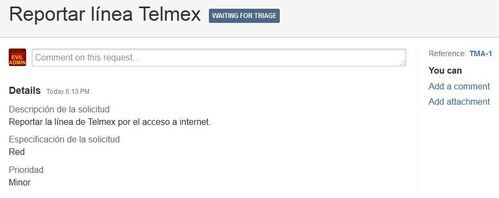 Reportar línea Telmex WAITING FOR TRIAGE
EVIL
ADMIN
Comment on this request...
Reference: TMA-1
You can
Add a comment
Add attachment
Details Today 6:13 PM
Descripción de la solicitud
Reportar la línea de Telmex por el acceso a internet.
Especificación de la solicitud
Red
Prioridad
Minor